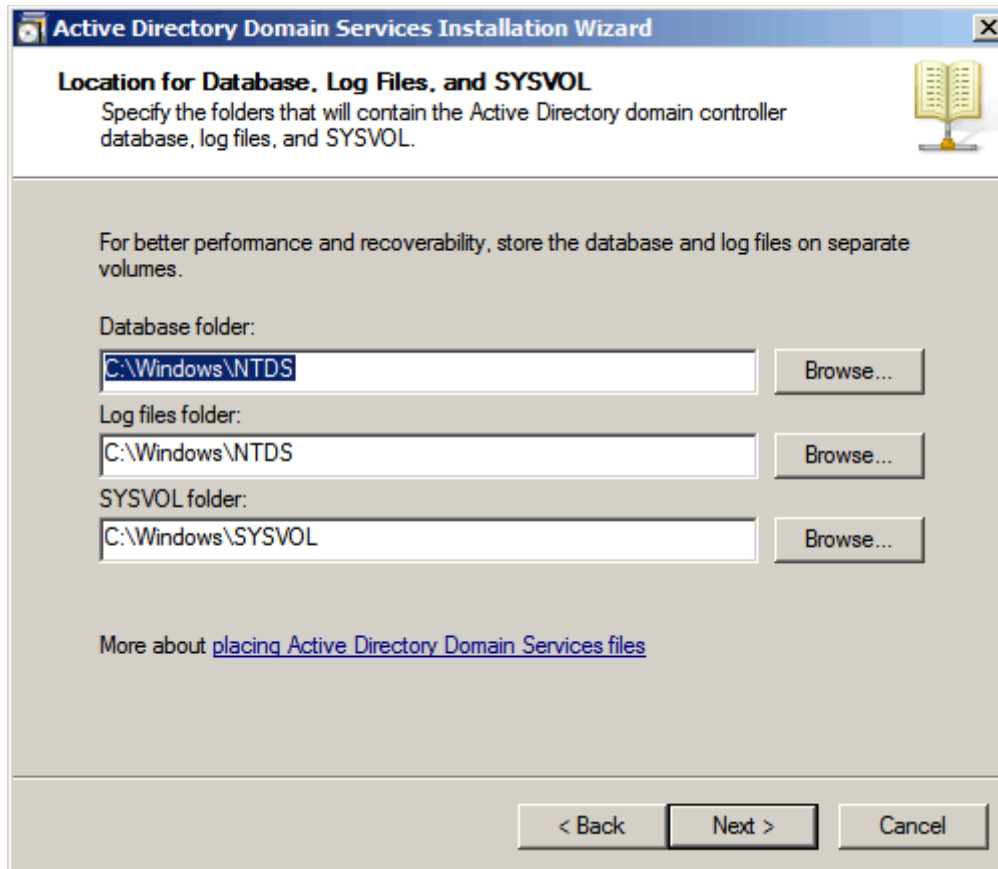 Active Directory Domain Services Installation Wizard
Location for Database, Log Files, and SYSVOL
Specify the folders that will contain the Active Directory domain controller
database, log files, and SYSVOL.
For better performance and recoverability, store the database and log files on separate
volumes.
Database folder:
C:\Windows\NTDS
Browse...
Log files folder:
C:\Windows\NTDS
Browse...
SYSVOL folder:
C:\Windows\SYSVOL
Browse...
More about placing Active Directory Domain Services files
< Back
Next >
Cancel